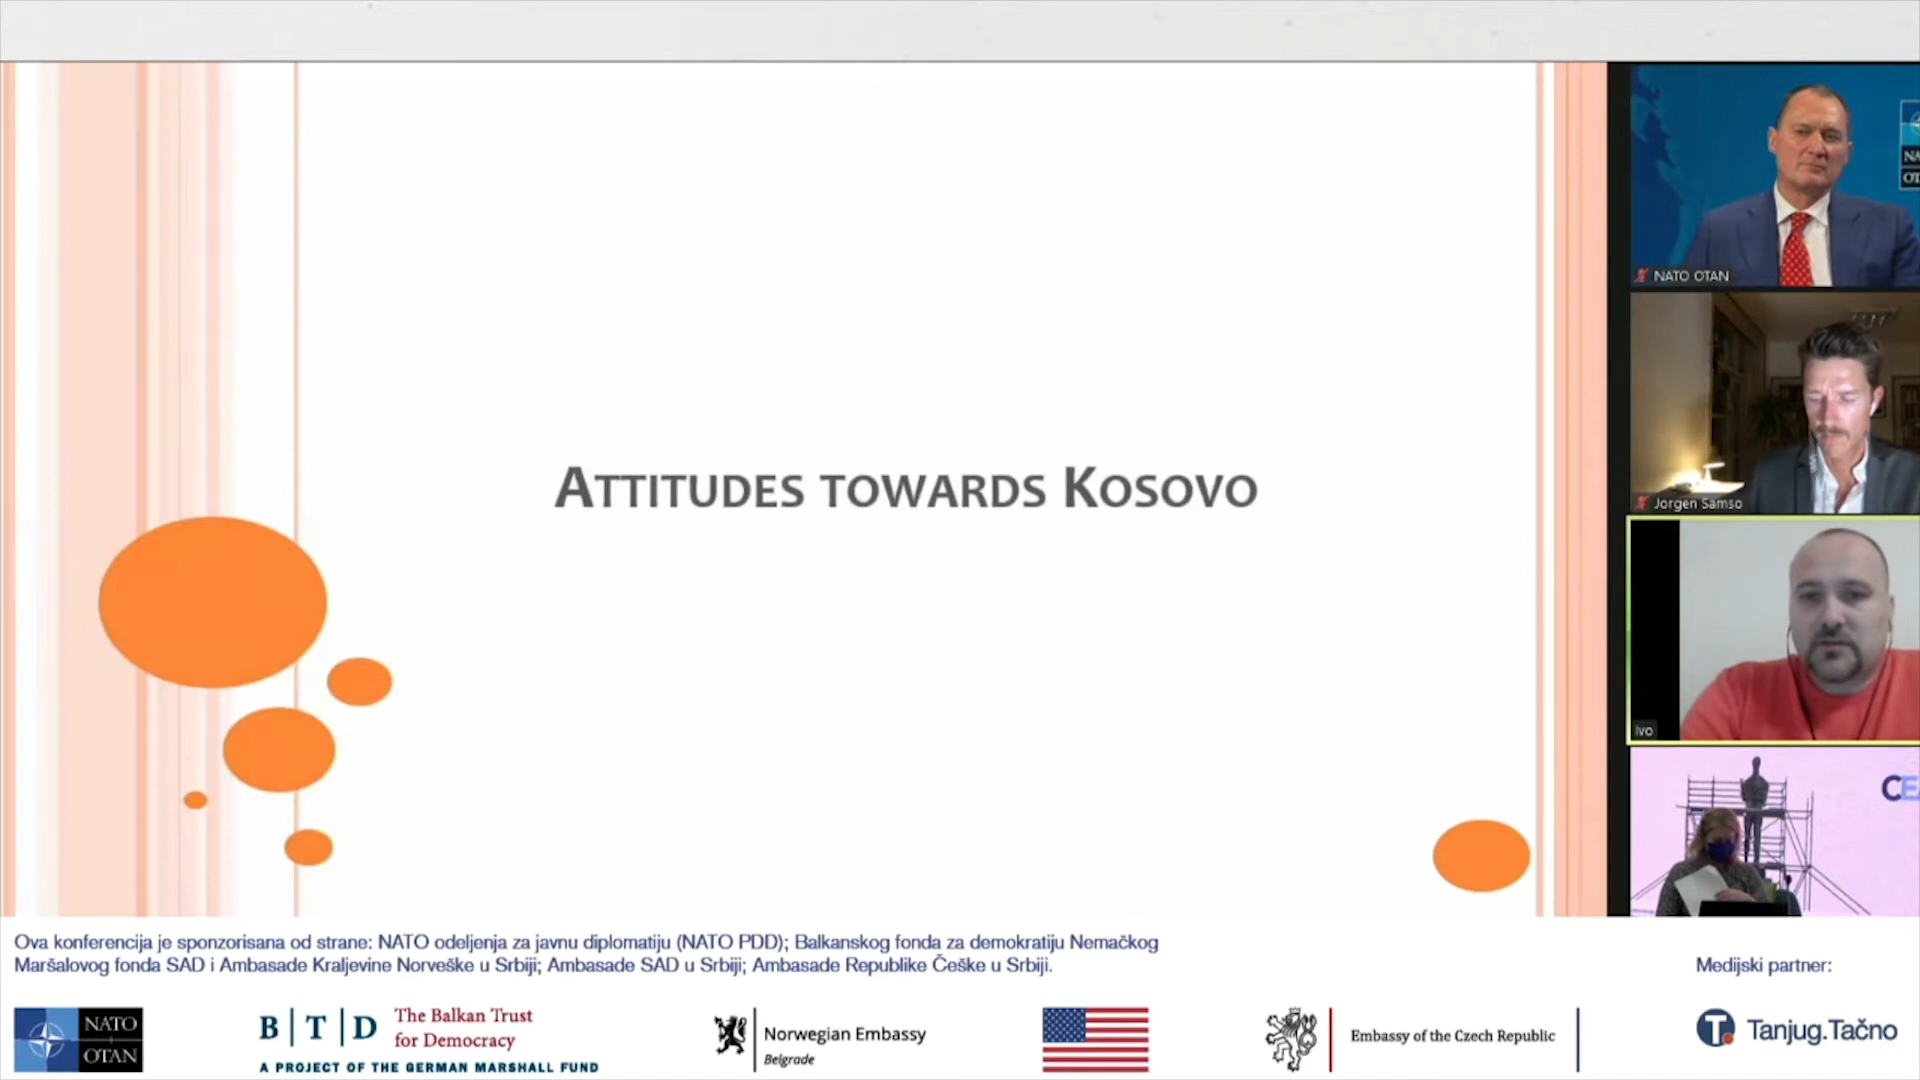 ATTITUDES TOWARDS KOSOVO
NATO OTAN
Jorgen Samso
Ivo
Ova konferencija je sponzorisana od strane: NATO odeljenja za javnu diplomatiju (NATO PDD); Balkanskog fonda za demokratiju Nemačkog
Maršalovog fonda SAD i Ambasade Kraljevine Norveške u Srbiji; Ambasade SAD u Srbiji; Ambasade Republike Češke u Srbiji.
Medijski partner:
NATO
OTAN
B|T|D
The Balkan Trust
for Democracy
A PROJECT OF THE GERMAN MARSHALL FUND
Norwegian Embassy
Belgrade
Embassy of the Czech Republic
T.
Tanjug.Tačno